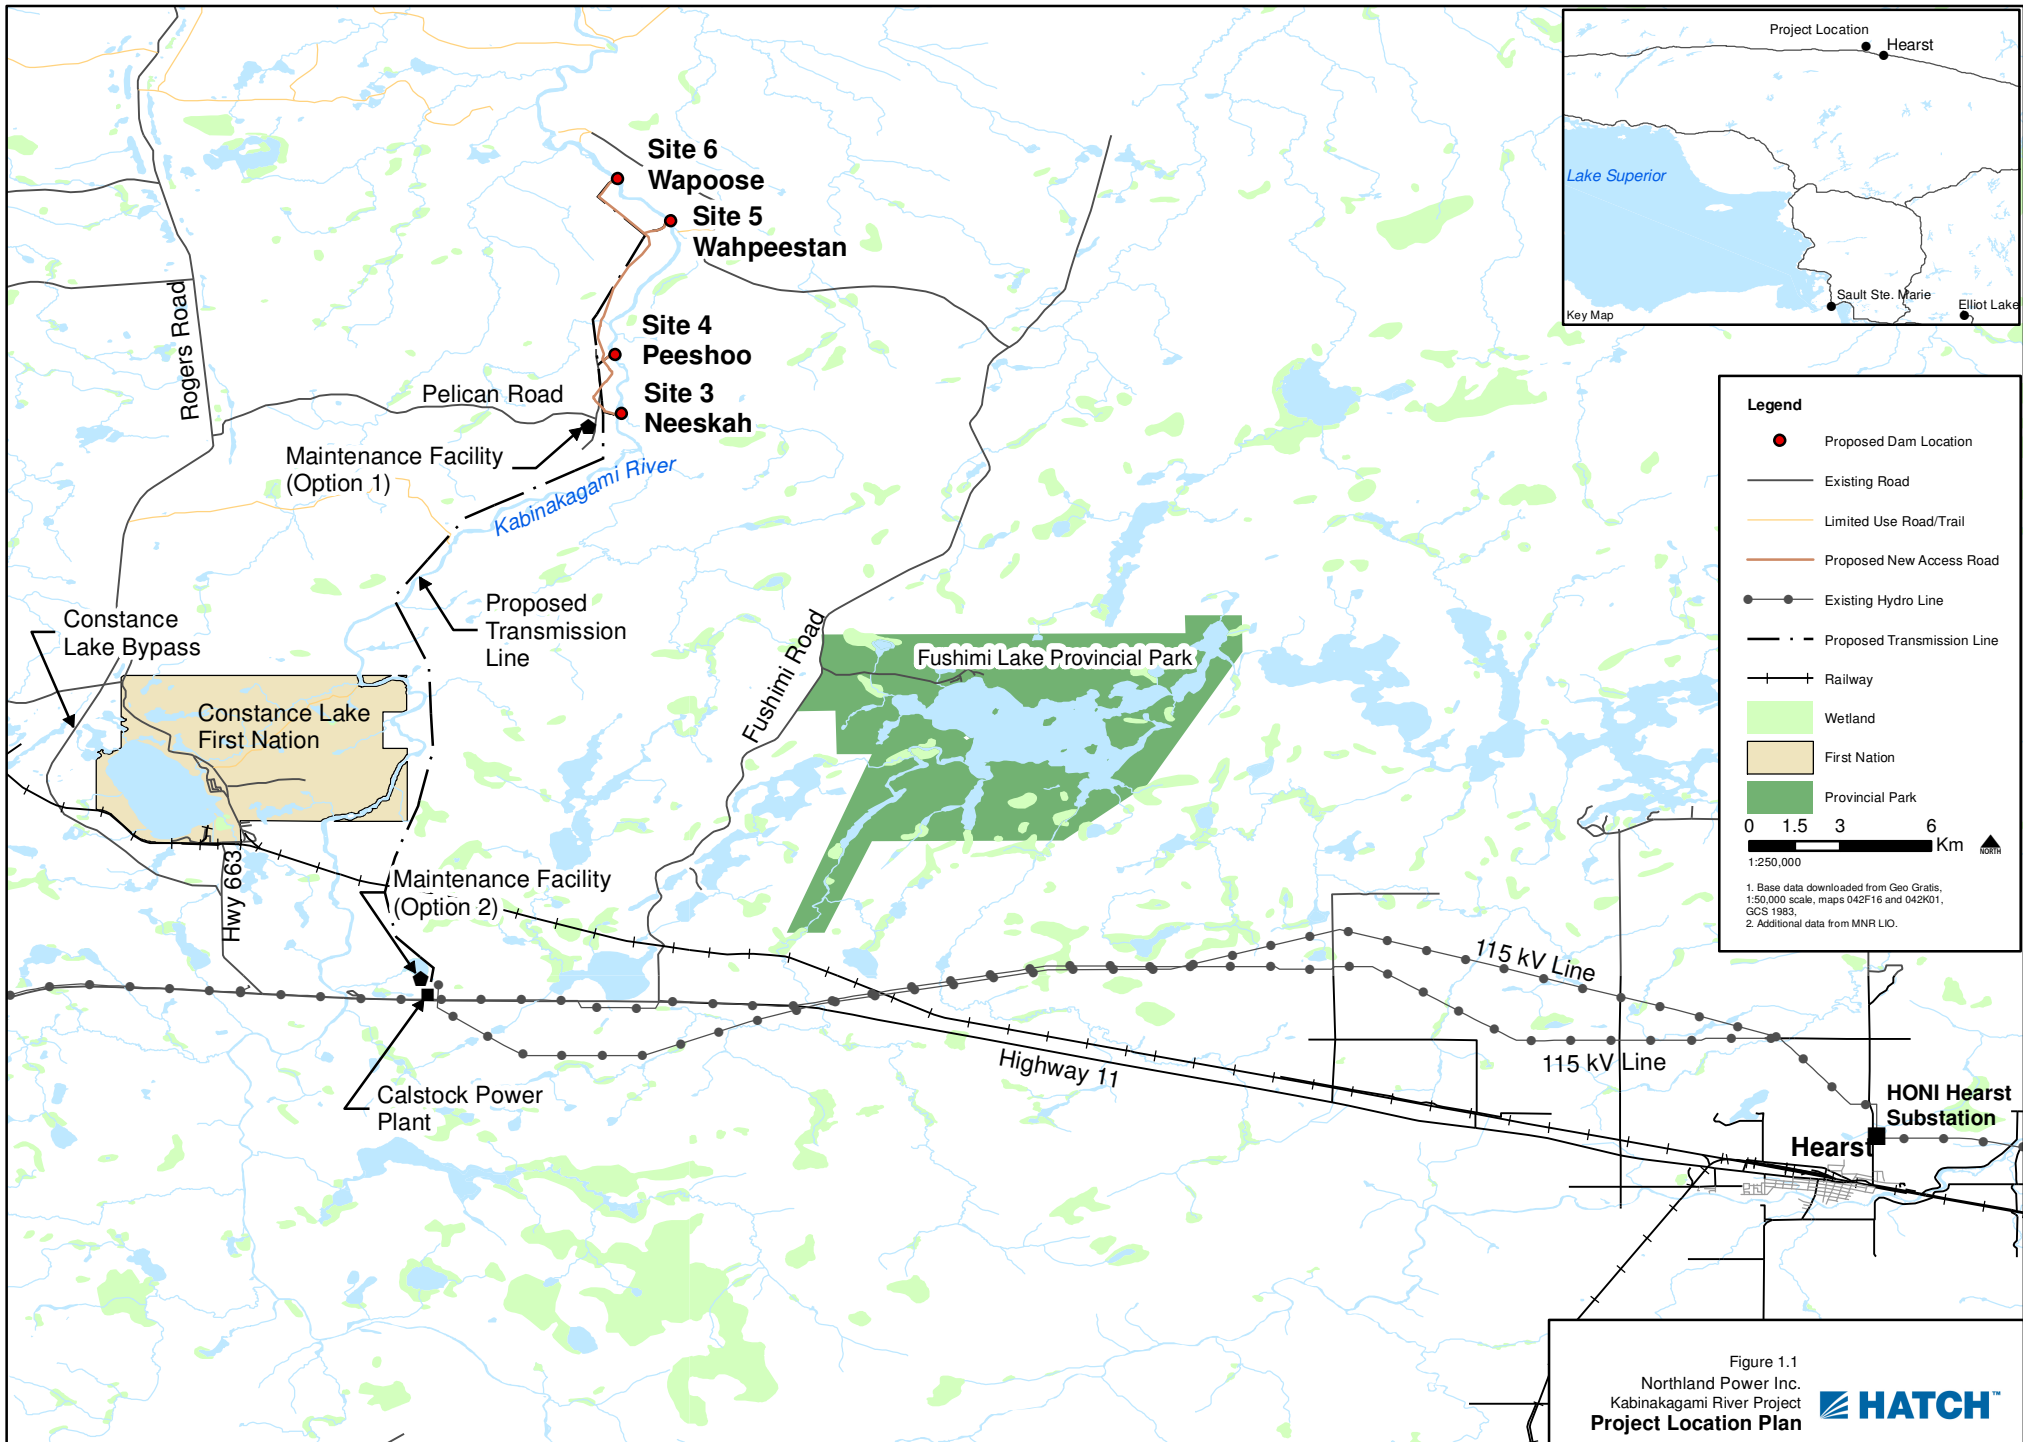 Project Location
Hearst
Lake Superior
Sault Ste. Marie
Elliot Lake
Key Map
Site 6
Wapoose
Site 5
Wahpeestan
Site 4
Peeshoo
Site 3
Neeskah
Rogers Road
Pelican Road
Maintenance Facility
(Option 1)
Kabinakagami River
Proposed
Transmission
Line
Constance
Lake Bypass
Constance Lake
First Nation
Fushimi Road
Fushimi Lake Provincial Park
Hwy 663
Maintenance Facility
(Option 2)
Calstock Power
Plant
Highway 11
115 kV Line
115 kV Line
HONI Hearst
Substation
Hearst
Legend
Proposed Dam Location
Existing Road
Limited Use Road/Trail
Proposed New Access Road
Existing Hydro Line
Proposed Transmission Line
Railway
Wetland
First Nation
Provincial Park
0 1.5 3 6
Km
NORTH
1:250,000
1. Base data downloaded from Geo Gratis,
1:50,000 scale, maps 042F16 and 042K01,
GCS 1983,
2. Additional data from MNR LIO.
Figure 1.1
Northland Power Inc.
Kabinakagami River Project
Project Location Plan
HATCH™